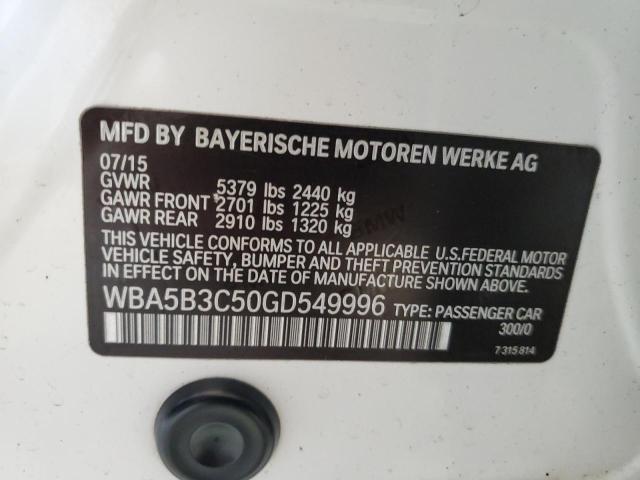 MFD BY BAYERISCHE MOTOREN WERKE AG
07/15
GVWR 5379 lbs 2440 kg
GAWR FRONT 2701 lbs 1225 kg
GAWR REAR 2910 lbs 1320 kg
THIS VEHICLE CONFORMS TO ALL APPLICABLE U.S.FEDERAL MOTOR
VEHICLE SAFETY, BUMPER AND THEFT PREVENTION STANDARDS
IN EFFECT ON THE DATE OF MANUFACTURE SHOWN ABOVE.
WBA5B3C50GD549996 TYPE: PASSENGER CAR
300/0
7 315 814